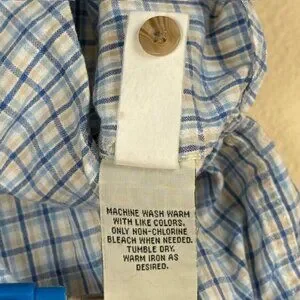 MACHINE WASH WARM
WITH LIKE COLORS.
ONLY NON-CHLORINE
BLEACH WHEN NEEDED.
TUMBLE DRY.
WARM IRON AS
DESIRED.